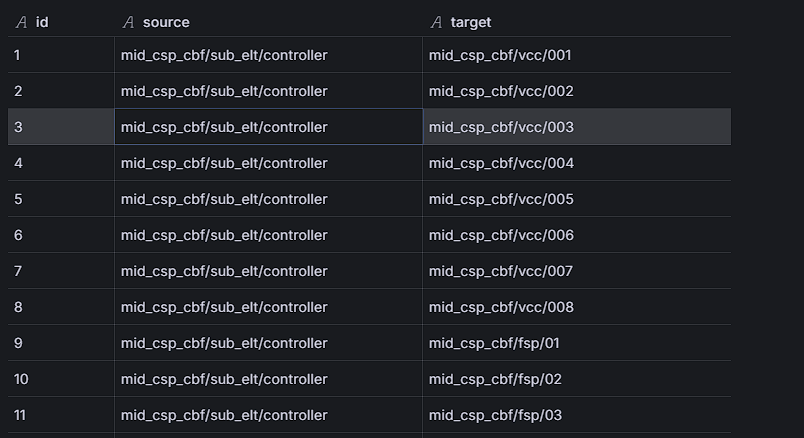 id source target
1 mid_csp_cbf/sub_elt/controller mid_csp_cbf/vcc/001
2 mid_csp_cbf/sub_elt/controller mid_csp_cbf/vcc/002
3 mid_csp_cbf/sub_elt/controller mid_csp_cbf/vcc/003
4 mid_csp_cbf/sub_elt/controller mid_csp_cbf/vcc/004
5 mid_csp_cbf/sub_elt/controller mid_csp_cbf/vcc/005
6 mid_csp_cbf/sub_elt/controller mid_csp_cbf/vcc/006
7 mid_csp_cbf/sub_elt/controller mid_csp_cbf/vcc/007
8 mid_csp_cbf/sub_elt/controller mid_csp_cbf/vcc/008
9 mid_csp_cbf/sub_elt/controller mid_csp_cbf/fsp/01
10 mid_csp_cbf/sub_elt/controller mid_csp_cbf/fsp/02
11 mid_csp_cbf/sub_elt/controller mid_csp_cbf/fsp/03